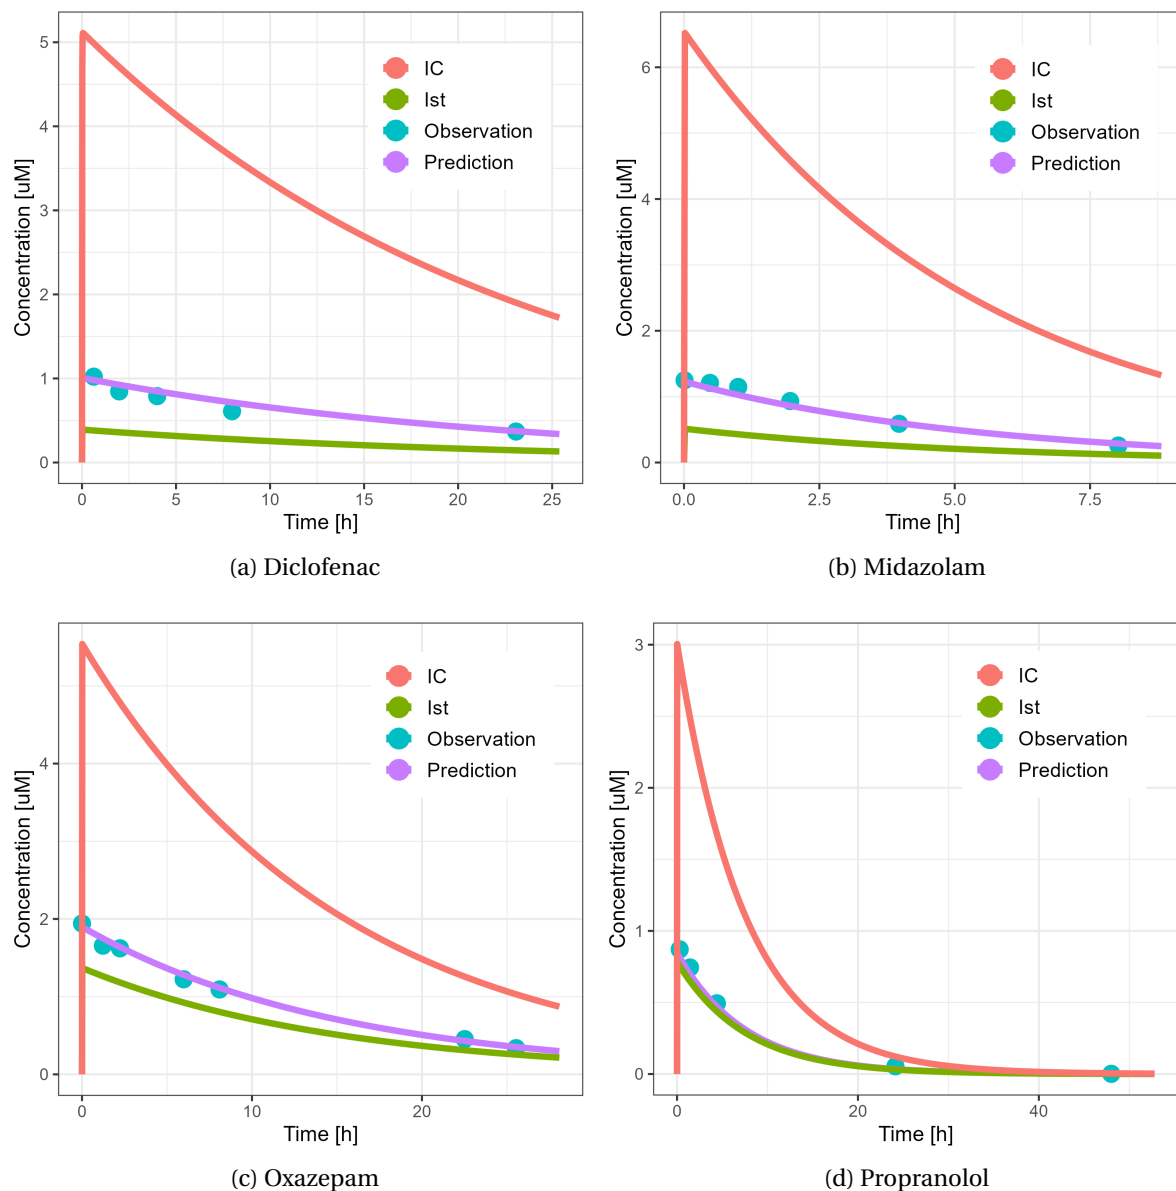 IC
Ist
Observation
Prediction
Concentration [uM]
5
4
3
2
1
0
0 5 10 15 20 25
Time [h]
(a) Diclofenac
IC
Ist
Observation
Prediction
Concentration [uM]
6
4
2
0
0.0 2.5 5.0 7.5
Time [h]
(b) Midazolam
IC
Ist
Observation
Prediction
Concentration [uM]
4
2
0
0 10 20
Time [h]
(c) Oxazepam
IC
Ist
Observation
Prediction
Concentration [uM]
3
2
1
0
0 20 40
Time [h]
(d) Propranolol